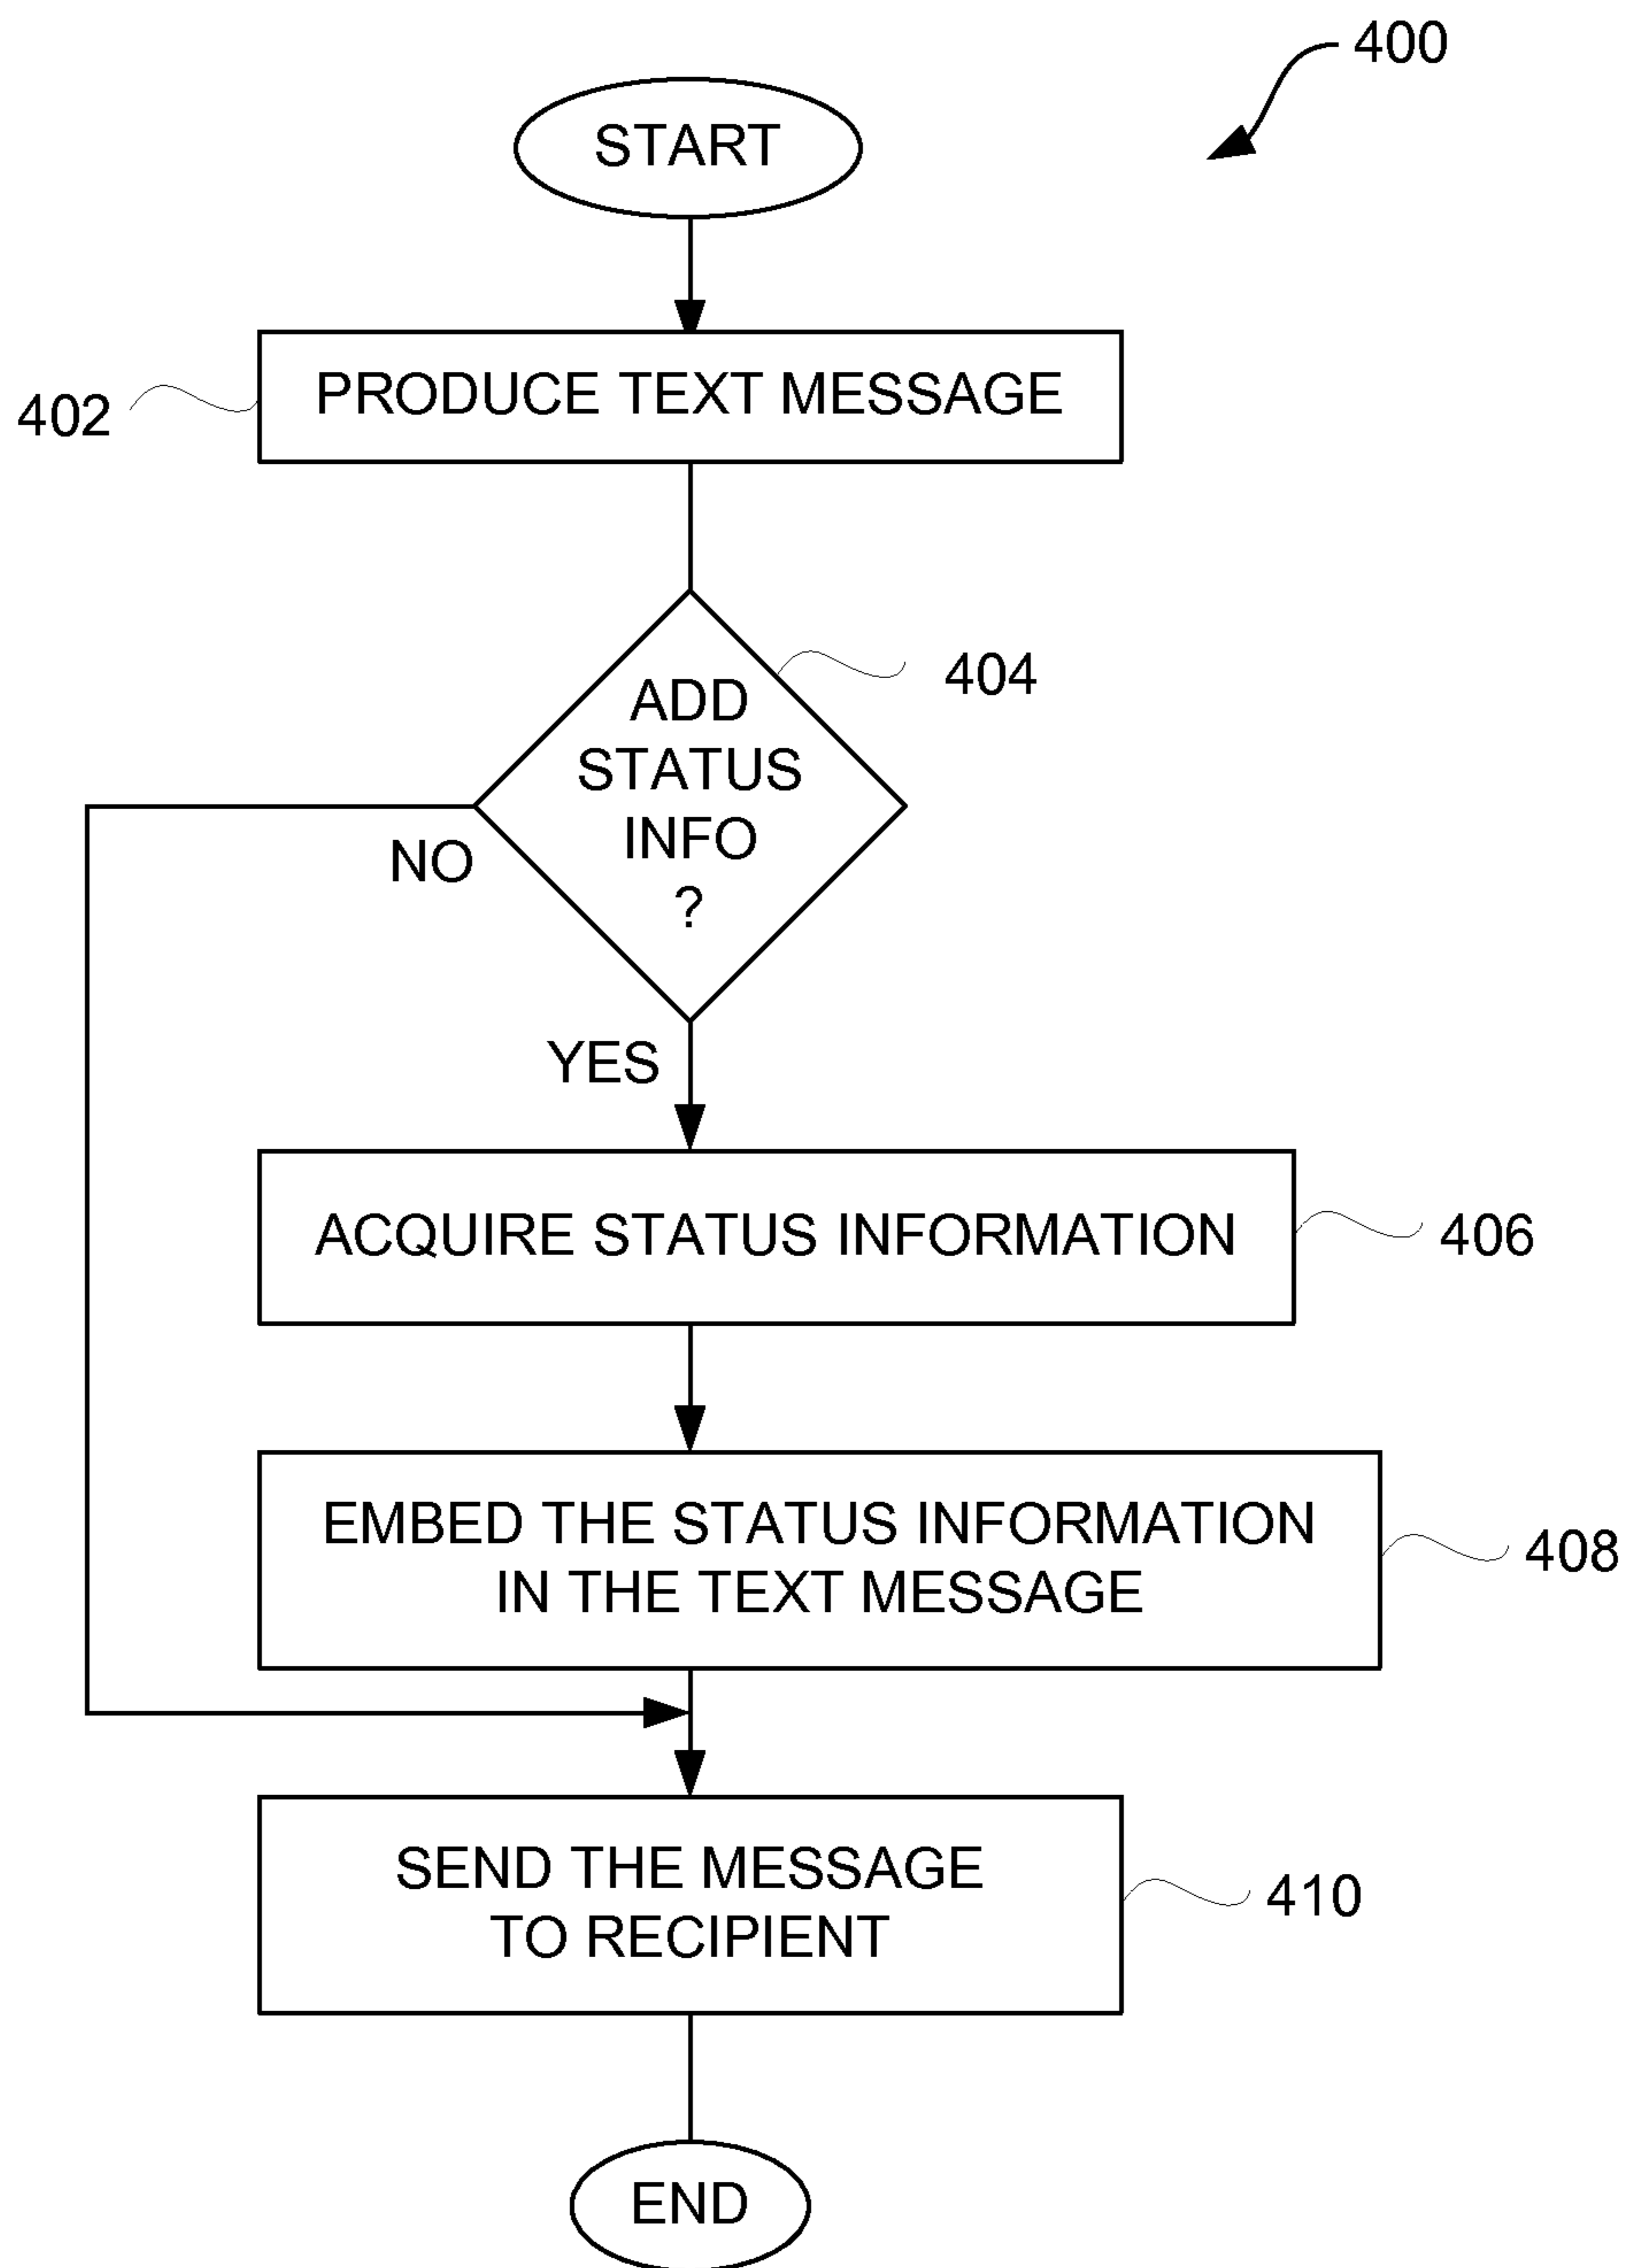 400
START
PRODUCE TEXT MESSAGE
402
404
ADD
STATUS
INFO
?
NO
YES
ACQUIRE STATUS INFORMATION
406
EMBED THE STATUS INFORMATION
IN THE TEXT MESSAGE
408
SEND THE MESSAGE
TO RECIPIENT
410
END